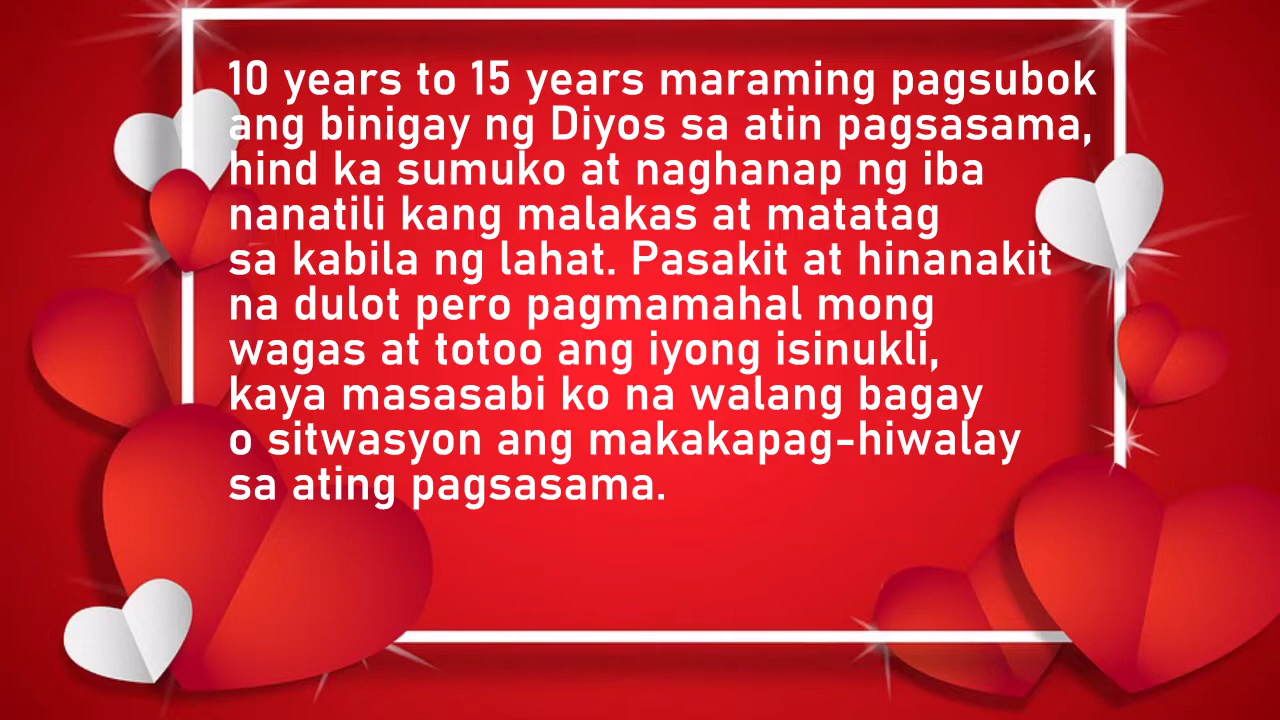 10 years to 15 years maraming pagsubok
ang binigay ng Diyos sa atin pagsasama,
hind ka sumuko at naghanap ng iba
nanatili kang malakas at matatag
sa kabila ng lahat. Pasakit at hinanakit
na dulot pero pagmamahal mong
wagas at totoo ang iyong isinukli,
kaya masasabi ko na walang bagay
o sitwasyon ang makakapag-hiwalay
sa ating pagsasama.